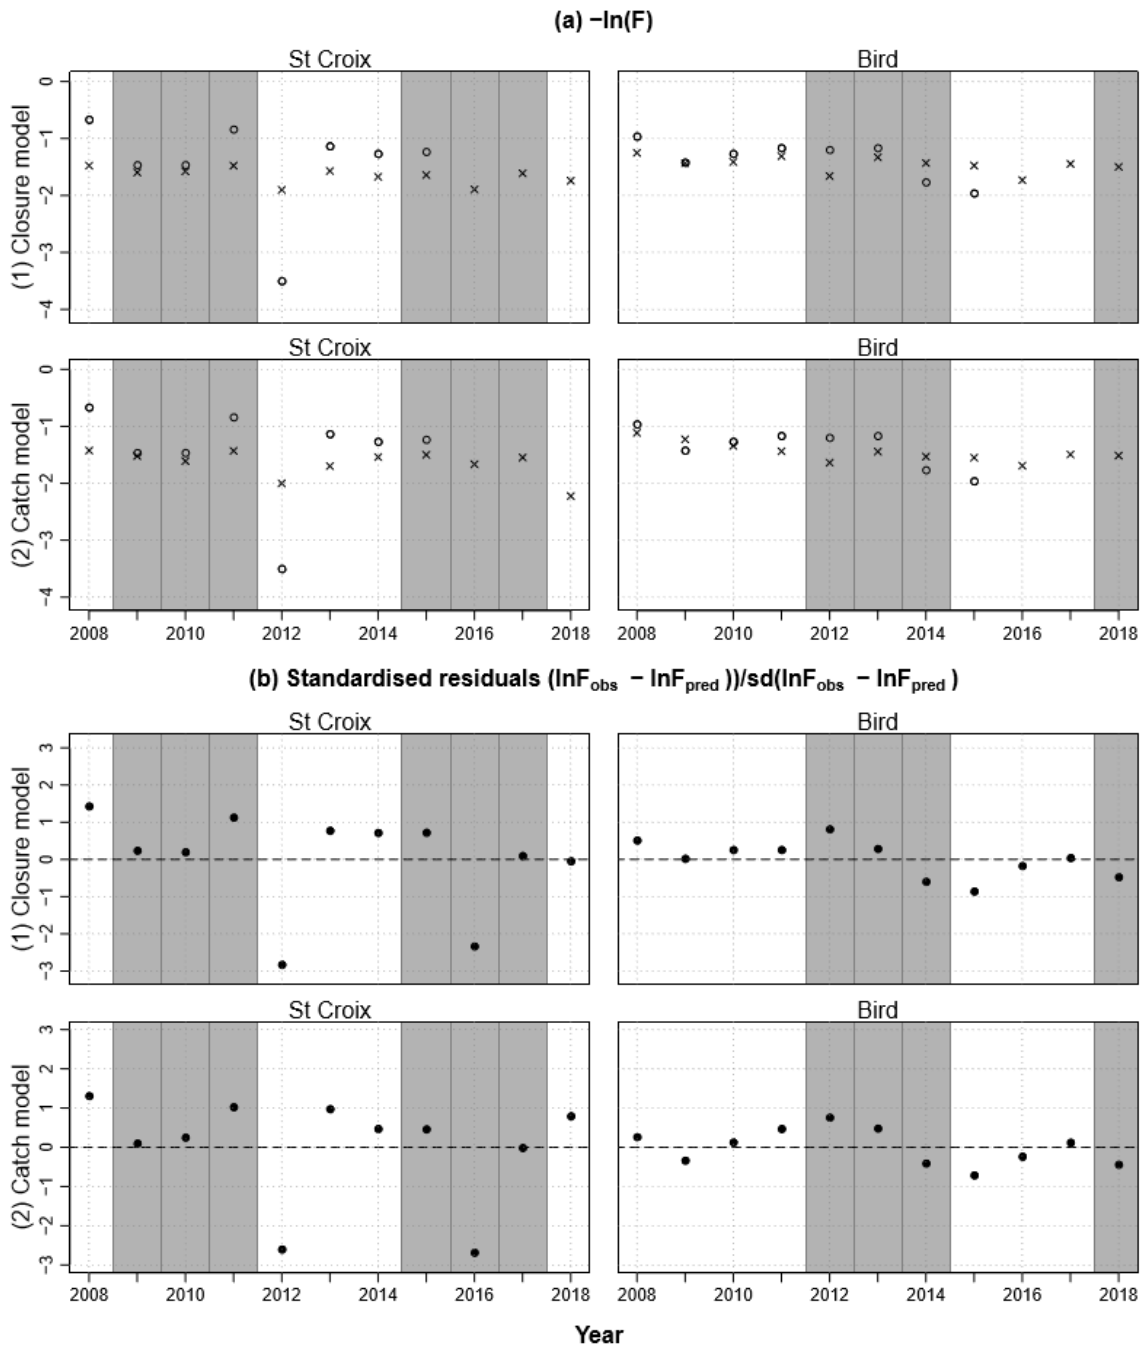 (a) −ln(F)
St Croix Bird
(1) Closure model
0
−1
−2
−3
−4
St Croix Bird
(2) Catch model
0
−1
−2
−3
−4
2008 2010 2012 2014 2016 2018 2008 2010 2012 2014 2016 2018
(b) Standardised residuals (lnFobs − lnFpred ))/sd(lnFobs − lnFpred )
St Croix Bird
(1) Closure model
3
2
1
0
−1
−2
−3
St Croix Bird
(2) Catch model
3
2
1
0
−1
−2
−3
2008 2010 2012 2014 2016 2018 2008 2010 2012 2014 2016 2018
Year